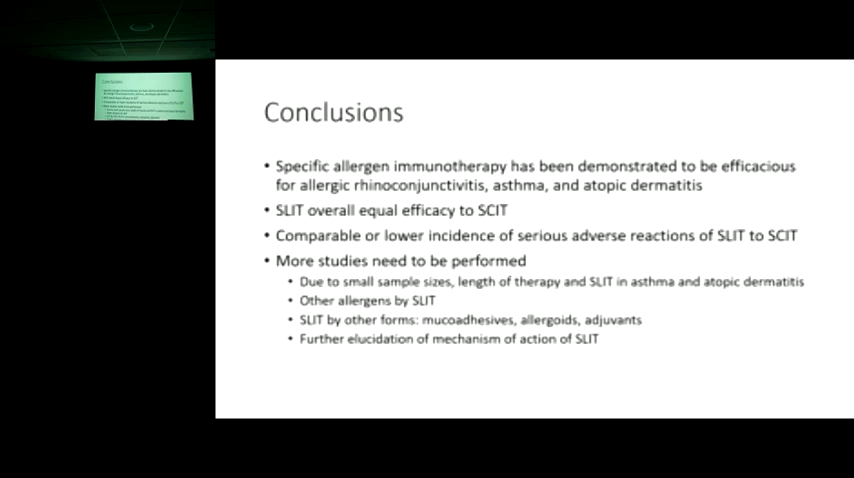 Conclusions
• Specific allergen immunotherapy has been demonstrated to be efficacious
for allergic rhinoconjunctivitis, asthma, and atopic dermatitis
• SLIT overall equal efficacy to SCIT
• Comparable or lower incidence of serious adverse reactions of SLIT to SCIT
• More studies need to be performed
• Due to small sample sizes, length of therapy and SLIT in asthma and atopic dermatitis
• Other allergens by SLIT
• SLIT by other forms: mucoadhesives, allergoids, adjuvants
• Further elucidation of mechanism of action of SLIT